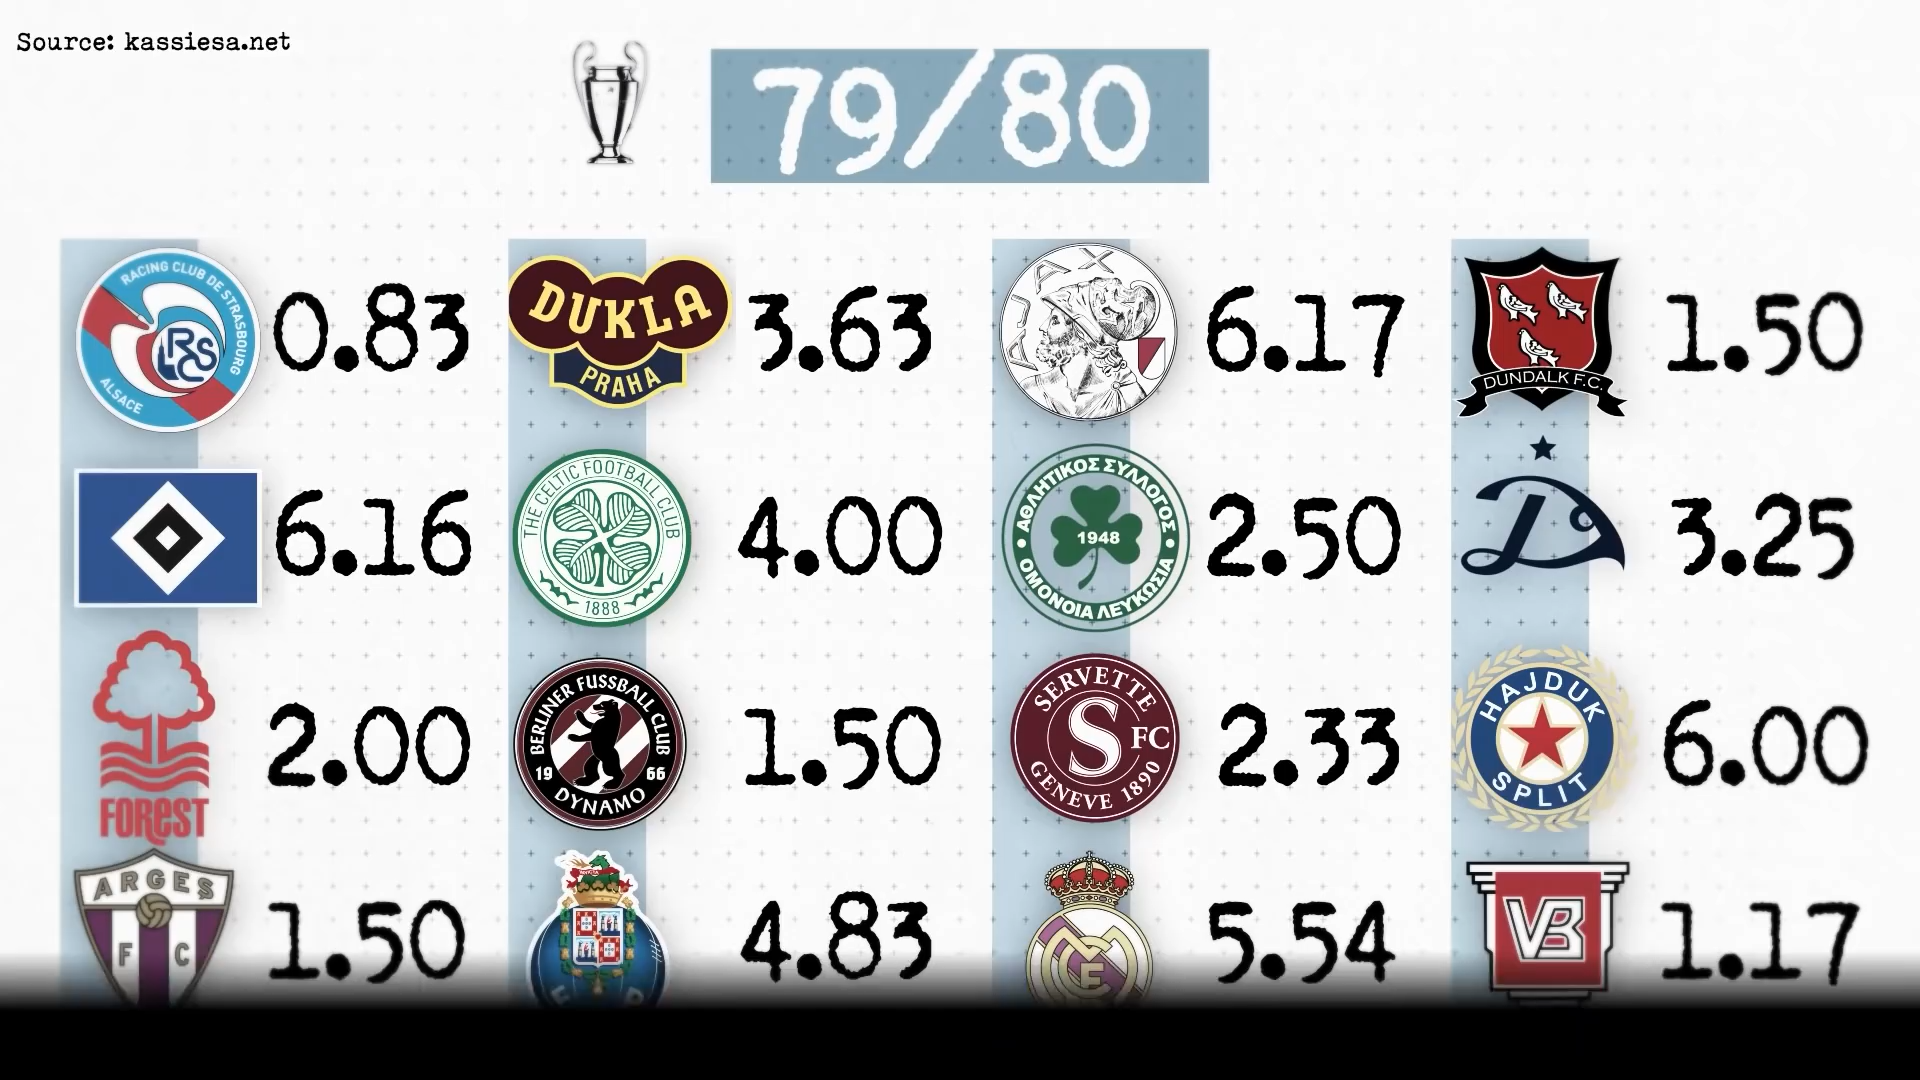 Source: kassiesa.net
79/80
RACING CLUB DE STRASBOURG
RCS
ALSACE
0.83
DUKLA
PRAHA
3.63
AJAX
6.17
DUNDALK F.C.
1.50
6.16
THE CELTIC FOOTBALL CLUB
1888
4.00
ΑΘΛΗΤΙΚΟΣ ΣΥΛΛΟΓΟΣ
1948
ΟΜΟΝΟΙΑ ΛΕΥΚΩΣΙΑ
2.50
D
3.25
FOREST
2.00
BERLINER FUSSBALL CLUB
19 66
DYNAMO
1.50
SERVETTE
S FC
GENEVE 1890
2.33
HAJDUK
SPLIT
6.00
ARGES
F C
1.50
4.83
5.54
VB
1.17